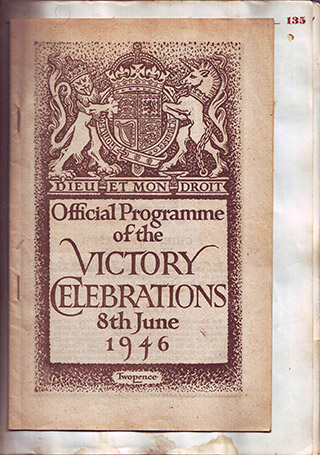 135
DIEU ET MON DROIT
Official Programme
of the
VICTORY
CELEBRATIONS
8th June
1946
Twopence